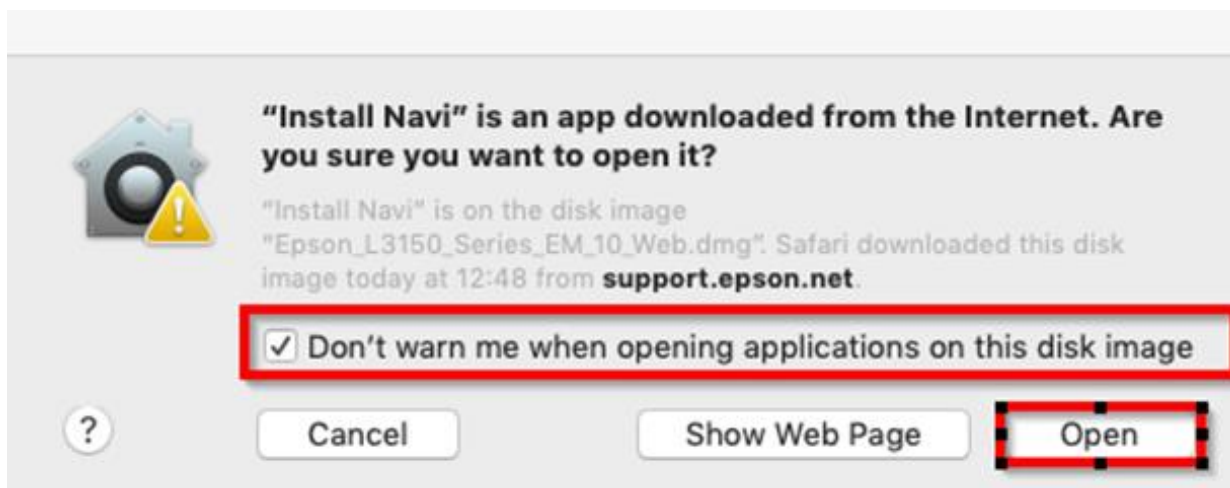 “Install Navi” is an app downloaded from the Internet. Are
you sure you want to open it?
“Install Navi” is on the disk image
“Epson_L3150_Series_EM_10_Web.dmg”. Safari downloaded this disk
image today at 12:48 from support.epson.net.
Don’t warn me when opening applications on this disk image
?
Cancel
Show Web Page
Open